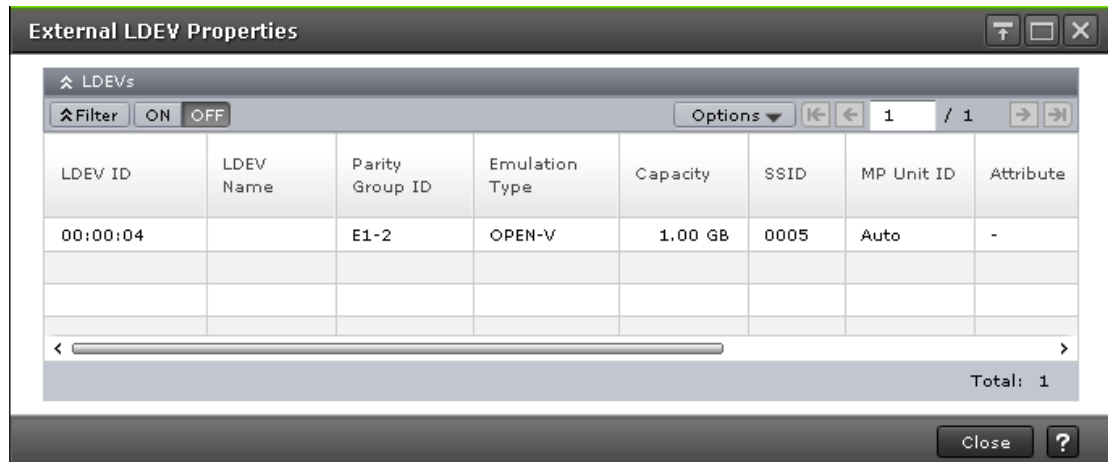 External LDEV Properties
LDEVs
Filter ON OFF Options 1 / 1
LDEV ID LDEV Name Parity Group ID Emulation Type Capacity SSID MP Unit ID Attribute
00:00:04 E1-2 OPEN-V 1.00 GB 0005 Auto -
Total: 1
Close ?